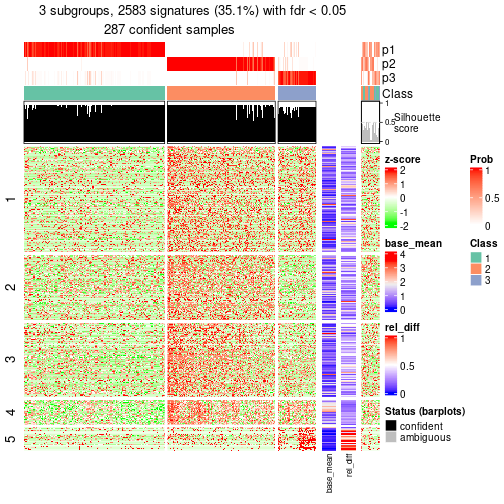 3 subgroups, 2583 signatures (35.1%) with fdr < 0.05
287 confident samples
p1
p2
p3
Class
1
0.5
0
Silhouette
score
1
2
3
4
5
base_mean
rel_diff
z-score
2
1
0
-1
-2
base_mean
4
3
2
1
0
rel_diff
1
0.5
0
Status (barplots)
confident
ambiguous
Prob
1
0.5
0
Class
1
2
3